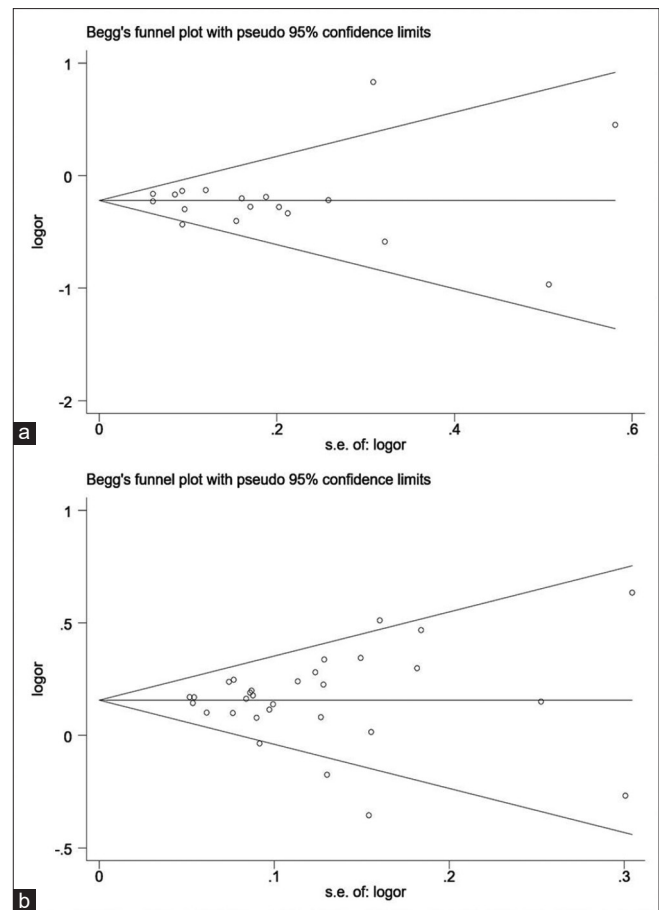 Begg's funnel plot with pseudo 95% confidence limits
1
0
-1
-2
logor
0 .2 .4 .6
s.e. of: logor
a
Begg's funnel plot with pseudo 95% confidence limits
1
.5
0
-.5
logor
0 .1 .2 .3
s.e. of: logor
b